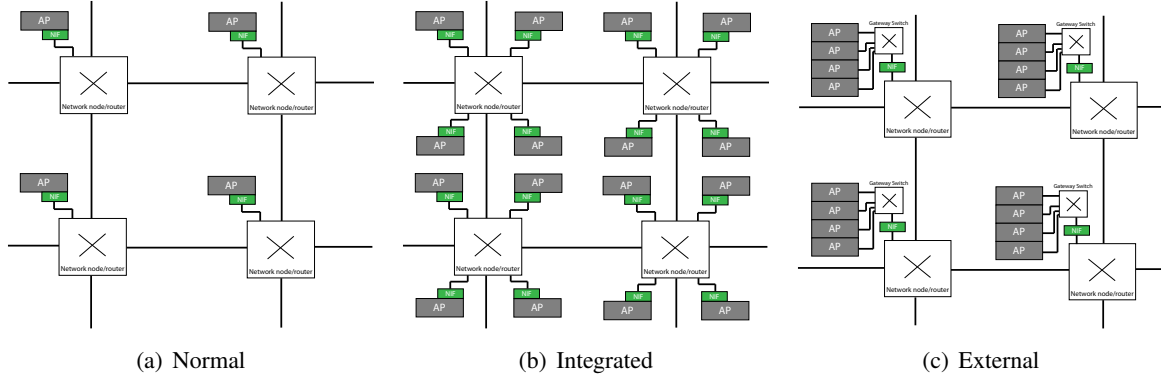 AP
NIF
Network node/router
AP
NIF
Network node/router
AP
NIF
Network node/router
AP
NIF
Network node/router
(a) Normal
AP
NIF
AP
NIF
Network node/router
NIF
AP
NIF
AP
AP
NIF
AP
NIF
Network node/router
NIF
AP
NIF
AP
AP
NIF
AP
NIF
Network node/router
NIF
AP
NIF
AP
AP
NIF
AP
NIF
Network node/router
NIF
AP
NIF
AP
(b) Integrated
Gateway Switch
AP
AP
AP
AP
NIF
Network node/router
Gateway Switch
AP
AP
AP
AP
NIF
Network node/router
Gateway Switch
AP
AP
AP
AP
NIF
Network node/router
Gateway Switch
AP
AP
AP
AP
NIF
Network node/router
(c) External